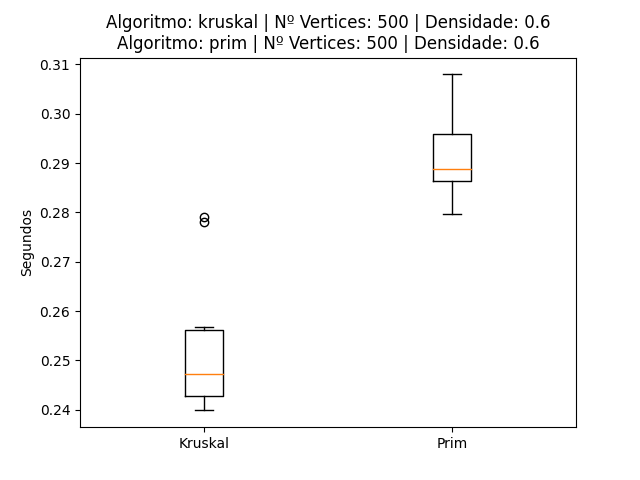 Algoritmo: kruskal | Nº Vertices: 500 | Densidade: 0.6
Algoritmo: prim | Nº Vertices: 500 | Densidade: 0.6
0.31
0.30
0.29
0.28
0.27
0.26
0.25
0.24
Segundos
Kruskal
Prim